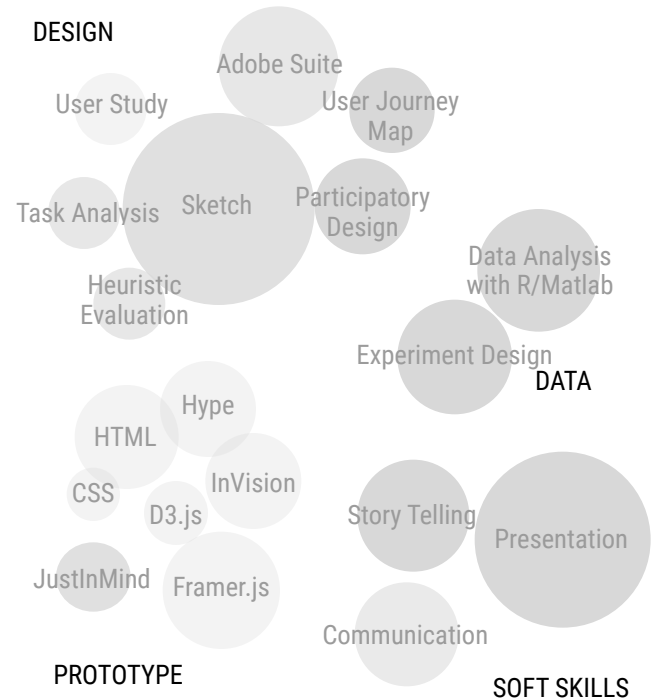 DESIGN
Adobe Suite
User Study
User Journey
Map
Task Analysis
Sketch
Participatory
Design
Heuristic
Evaluation
Data Analysis
with R/Matlab
Experiment Design
DATA
Hype
HTML
InVision
CSS
D3.js
JustInMind
Framer.js
PROTOTYPE
Story Telling
Presentation
Communication
SOFT SKILLS